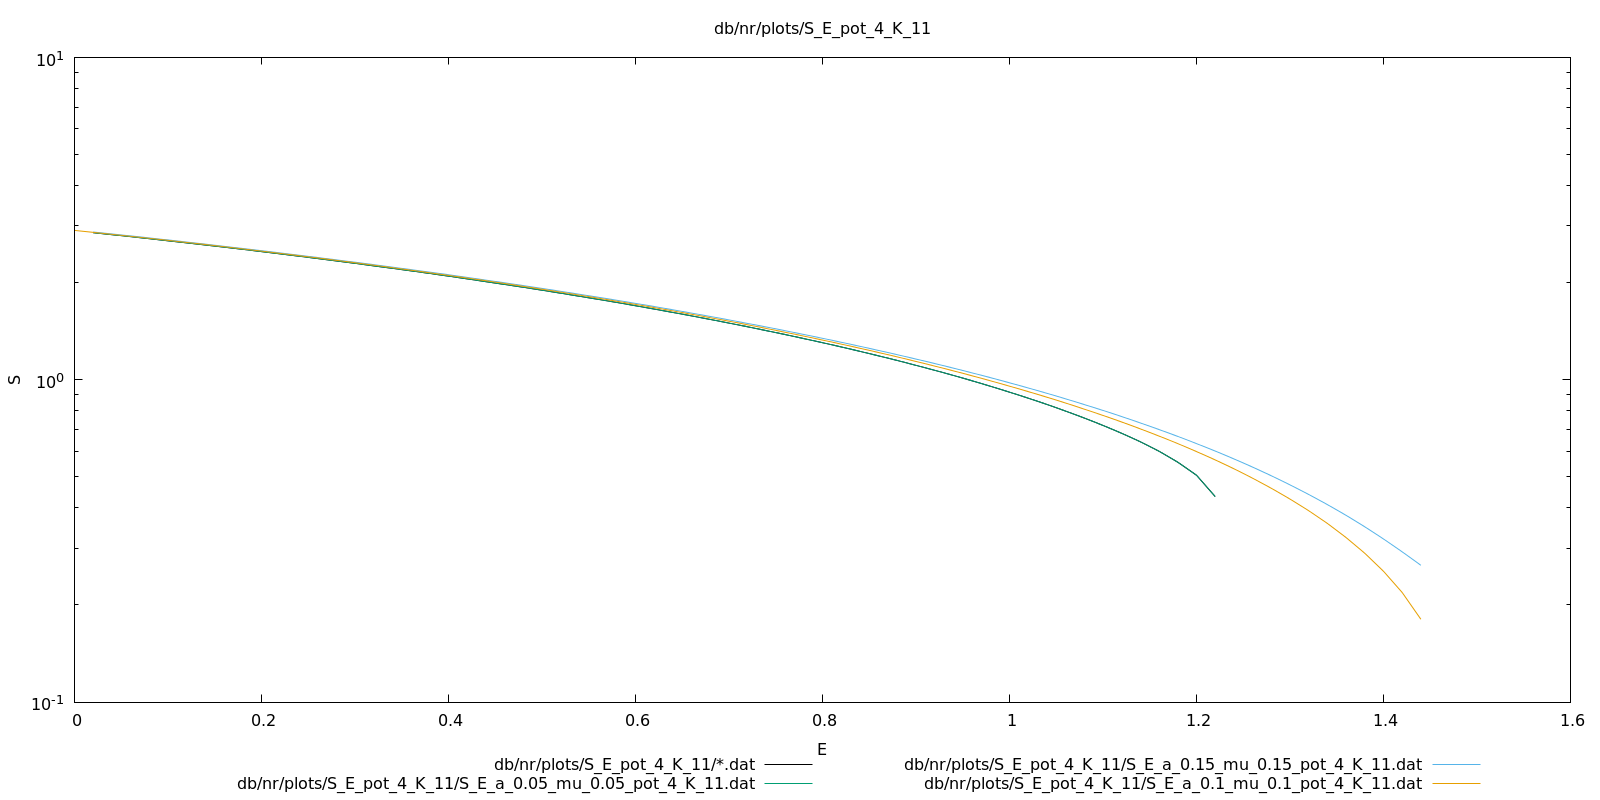 db/nr/plots/S_E_pot_4_K_11
10^1
10^0
10^-1
S
0 0.2 0.4 0.6 0.8 1 1.2 1.4 1.6
E
db/nr/plots/S_E_pot_4_K_11/*.dat
db/nr/plots/S_E_pot_4_K_11/S_E_a_0.05_mu_0.05_pot_4_K_11.dat
db/nr/plots/S_E_pot_4_K_11/S_E_a_0.15_mu_0.15_pot_4_K_11.dat
db/nr/plots/S_E_pot_4_K_11/S_E_a_0.1_mu_0.1_pot_4_K_11.dat